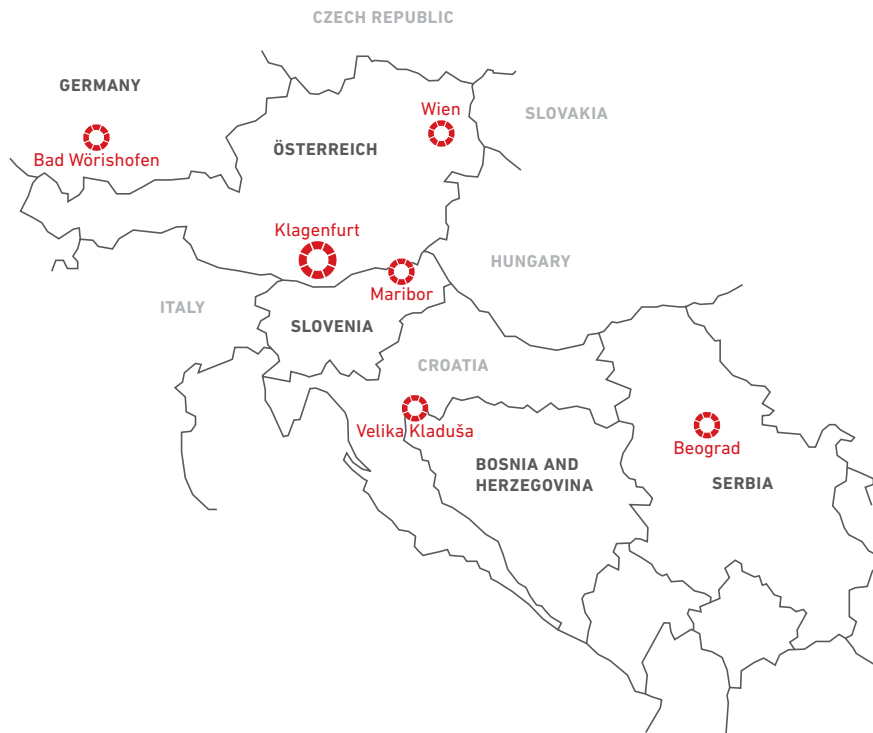 CZECH REPUBLIC
GERMANY
Wien
SLOVAKIA
Bad Wörishofen
ÖSTERREICH
Klagenfurt
HUNGARY
Maribor
ITALY
SLOVENIA
CROATIA
Velika Kladuša
Beograd
BOSNIA AND
HERZEGOVINA
SERBIA